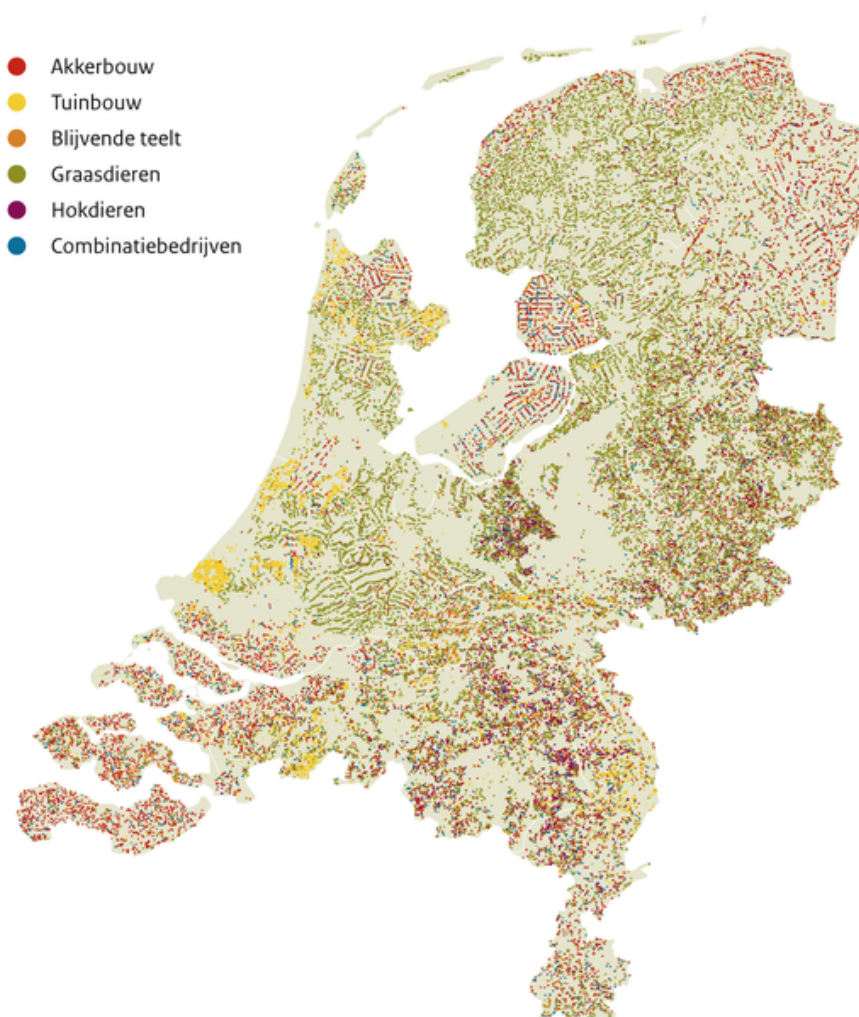 Akkerbouw
Tuinbouw
Blijvende teelt
Graasdieren
Hokdieren
Combinatiebedrijven